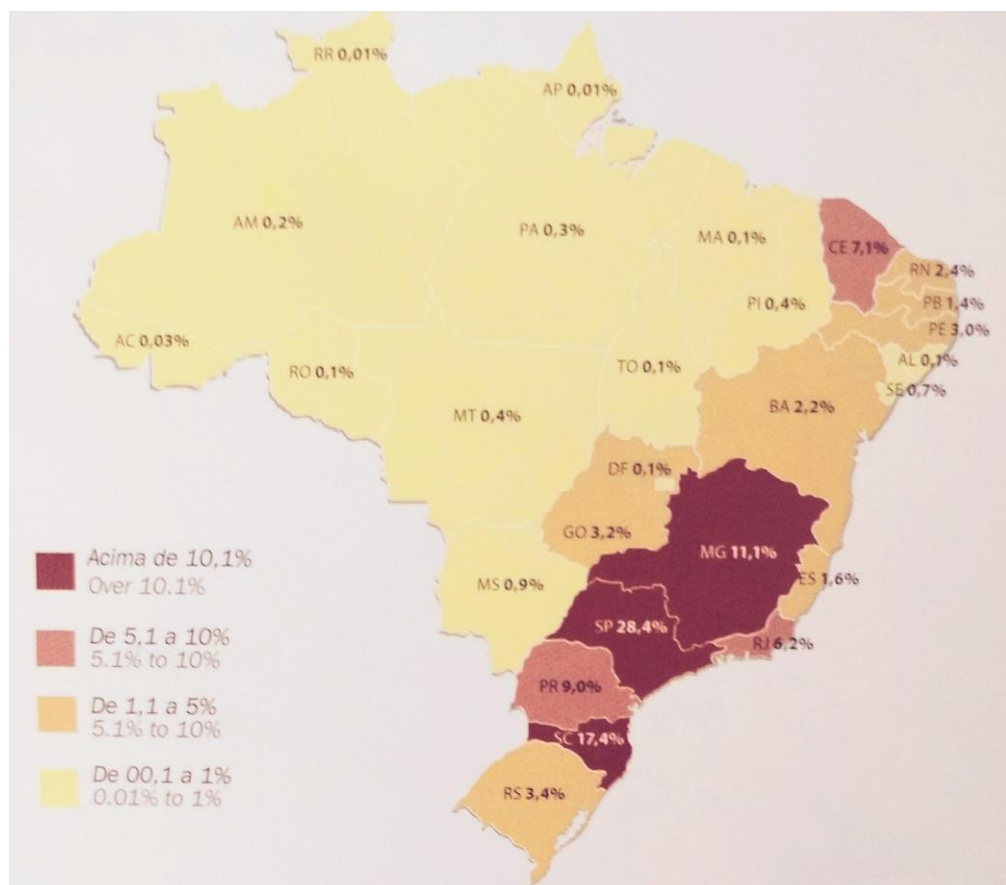 RR 0,01%
AP 0,01%
AM 0,2%
PA 0,3%
MA 0,1%
CE 7,1%
RN 2,4%
PI 0,4%
PB 1,4%
PE 3,0%
AC 0,03%
RO 0,1%
TO 0,1%
AL 0,1%
SE 0,7%
MT 0,4%
BA 2,2%
DF 0,1%
GO 3,2%
MG 11,1%
MS 0,9%
ES 1,6%
SP 28,4%
RJ 6,2%
PR 9,0%
SC 17,4%
RS 3,4%
Acima de 10,1%
Over 10.1%
De 5,1 a 10%
5.1% to 10%
De 1,1 a 5%
5.1% to 10%
De 00,1 a 1%
0.01% to 1%